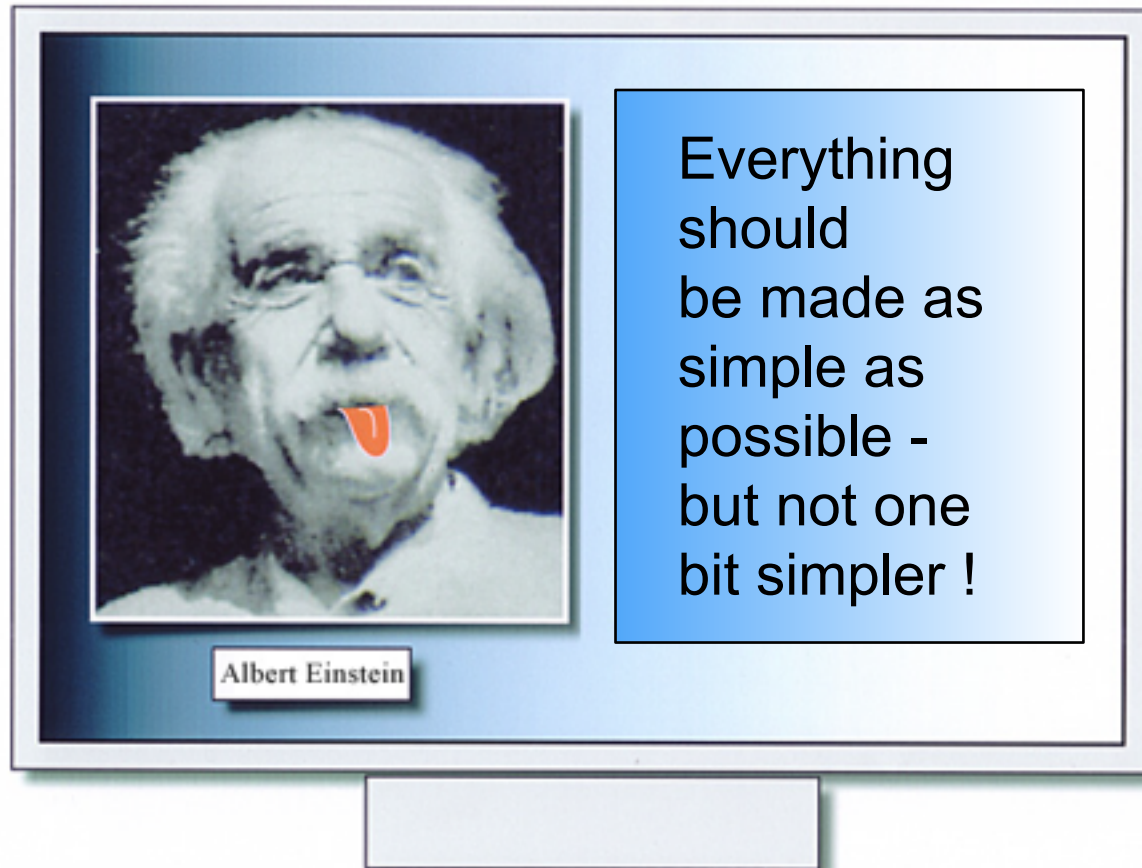 Everything
should
be made as
simple as
possible -
but not one
bit simpler !
Albert Einstein